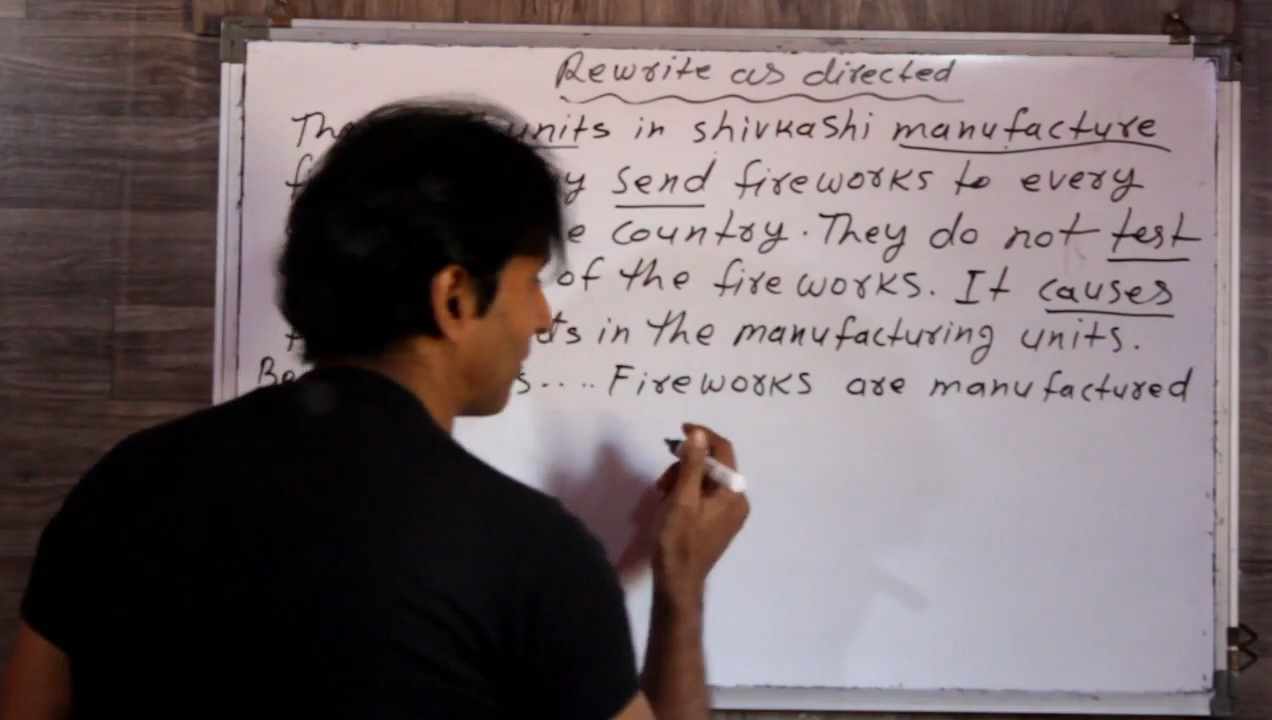 Rewrite as directed
The units in shivkashi manufacture
send fireworks to every
country. They do not test
of the fireworks. It causes
in the manufacturing units.
Fireworks are manufactured